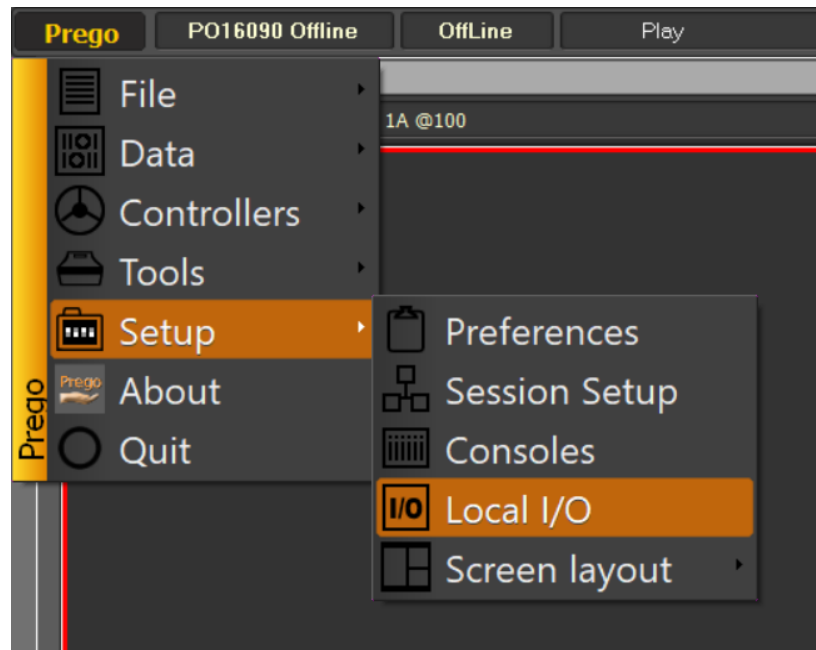 Prego PO16090 Offline OffLine Play
1A @100
File
Data
Controllers
Tools
Setup
About
Quit
Prego
Prego
Preferences
Session Setup
Consoles
I/O Local I/O
Screen layout